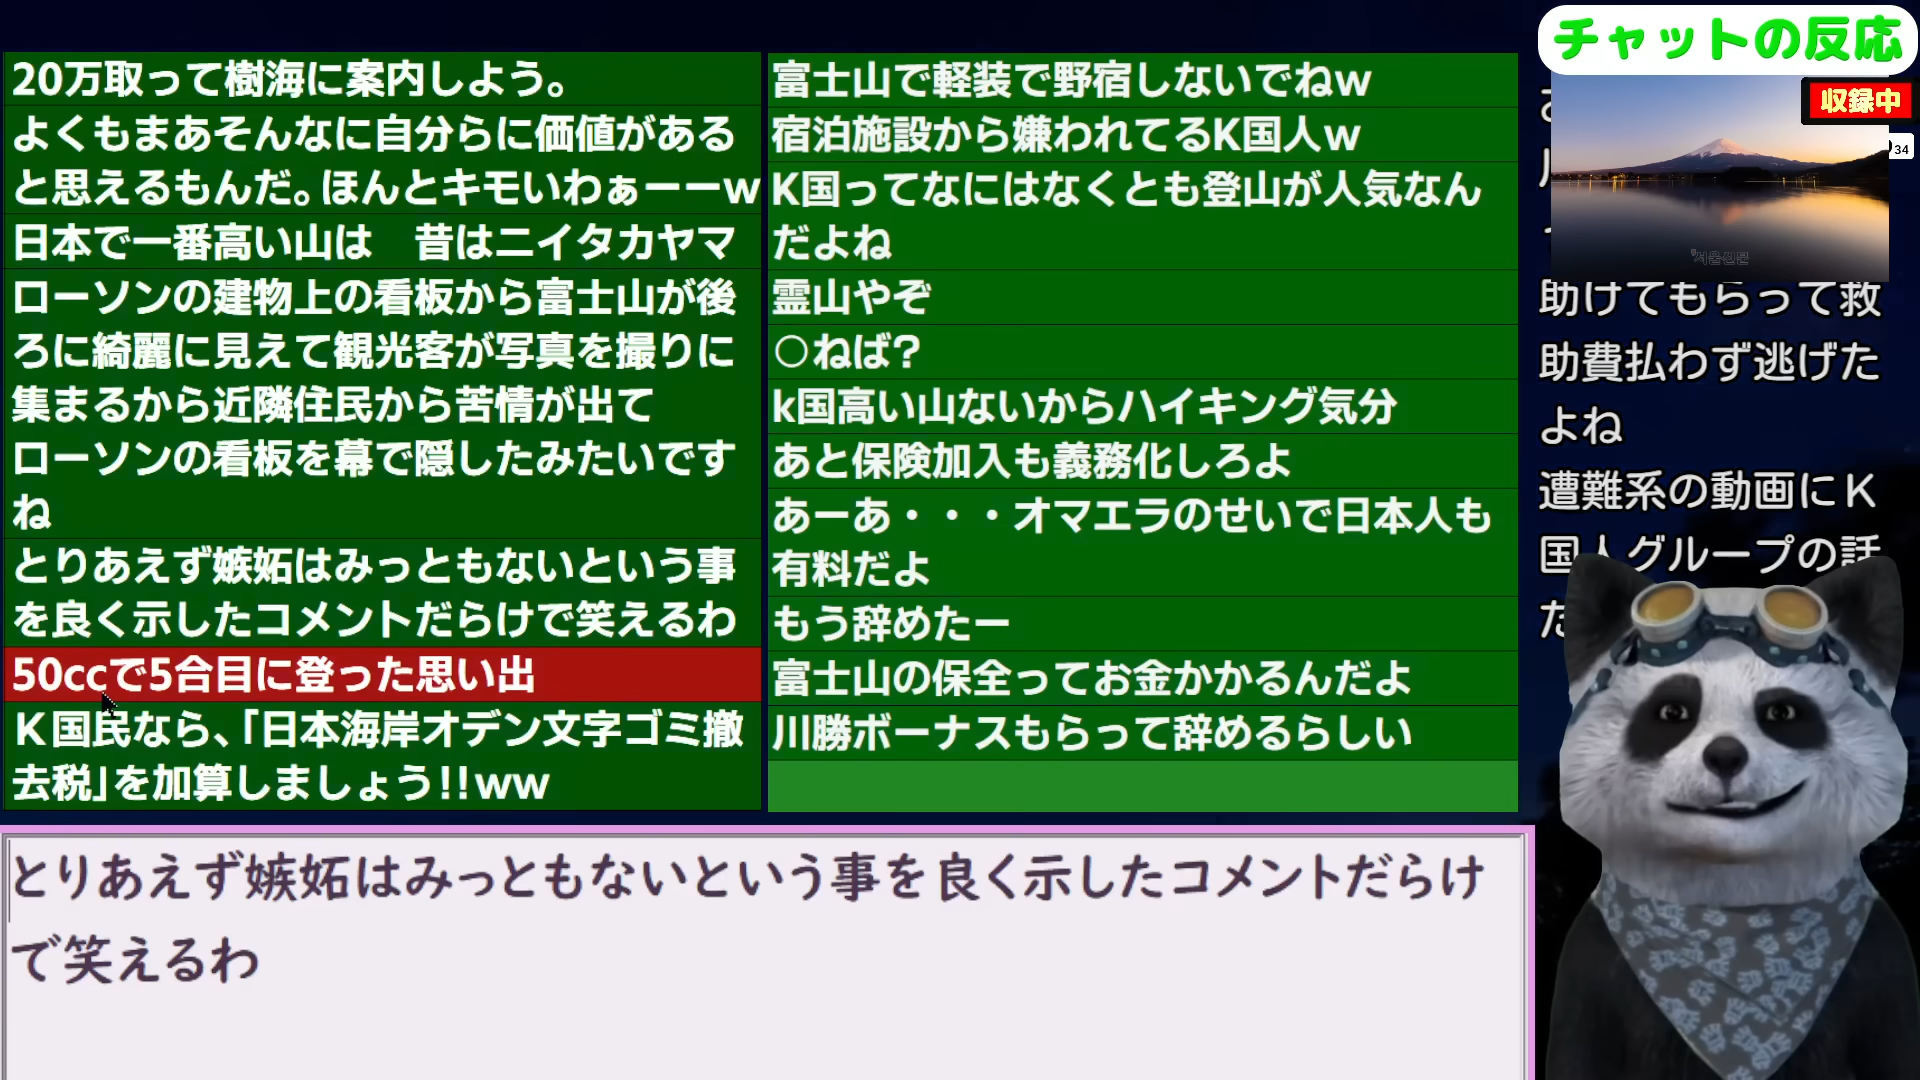 20万取って樹海に案内しよう。
よくもまあそんなに自分らに価値がある
と思えるもんだ。ほんとキモいわぁーーw
日本で一番高い山は　昔はニイタカヤマ
ローソンの建物上の看板から富士山が後
ろに綺麗に見えて観光客が写真を撮りに
集まるから近隣住民から苦情が出て
ローソンの看板を幕で隠したみたいです
ね
とりあえず嫉妬はみっともないという事
を良く示したコメントだらけで笑えるわ
50ccで5合目に登った思い出
K国民なら、「日本海岸オデン文字ゴミ撤
去税」を加算しましょう!!ww
富士山で軽装で野宿しないでねw
宿泊施設から嫌われてるK国人w
K国ってなにはなくとも登山が人気なん
だよね
霊山やぞ
○ねば?
k国高い山ないからハイキング気分
あと保険加入も義務化しろよ
あーあ・・・オマエラのせいで日本人も
有料だよ
もう辞めたー
富士山の保全ってお金かかるんだよ
川勝ボーナスもらって辞めるらしい
チャットの反応
収録中
34
서울신문
助けてもらって救
助費払わず逃げた
よね
遭難系の動画にK
国人グループの話
とりあえず嫉妬はみっともないという事を良く示したコメントだらけ
で笑えるわ